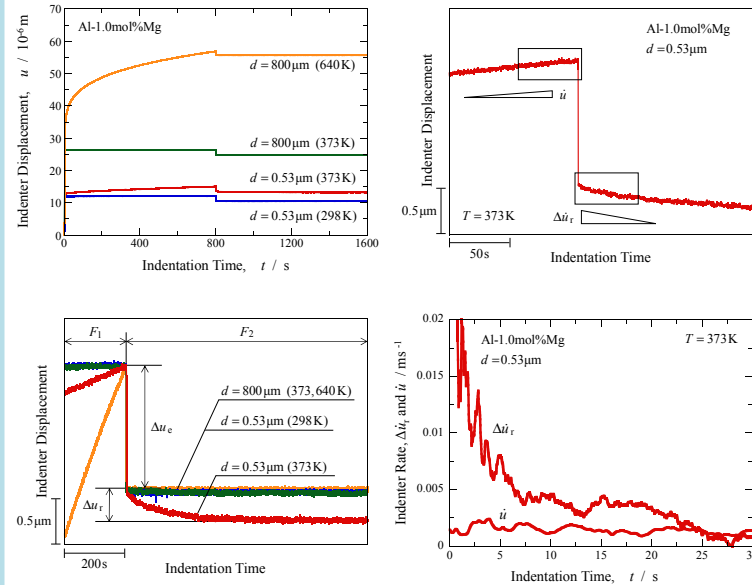 Al-1.0mol%Mg
d = 800μm (640K)
d = 800μm (373K)
d = 0.53μm (373K)
d = 0.53μm (298K)
Indenter Displacement, u / 10⁻⁶ m
0
10
20
30
40
50
60
70
0
400
800
1200
1600
Indentation Time, t / s
Al-1.0mol%Mg
d = 0.53μm
u̇
Δu̇r
T = 373K
Indenter Displacement
0.5μm
50s
Indentation Time
F1
F2
Δue
Δur
d = 800μm (373,640K)
d = 0.53μm (298K)
d = 0.53μm (373K)
Indenter Displacement
0.5μm
200s
Indentation Time
Al-1.0mol%Mg
d = 0.53μm
T = 373K
Δu̇r
u̇
Indenter Rate, Δu̇r and u̇ / ms⁻¹
0.02
0.015
0.01
0.005
0
0
5
10
15
20
25
Indentation Time, t / s